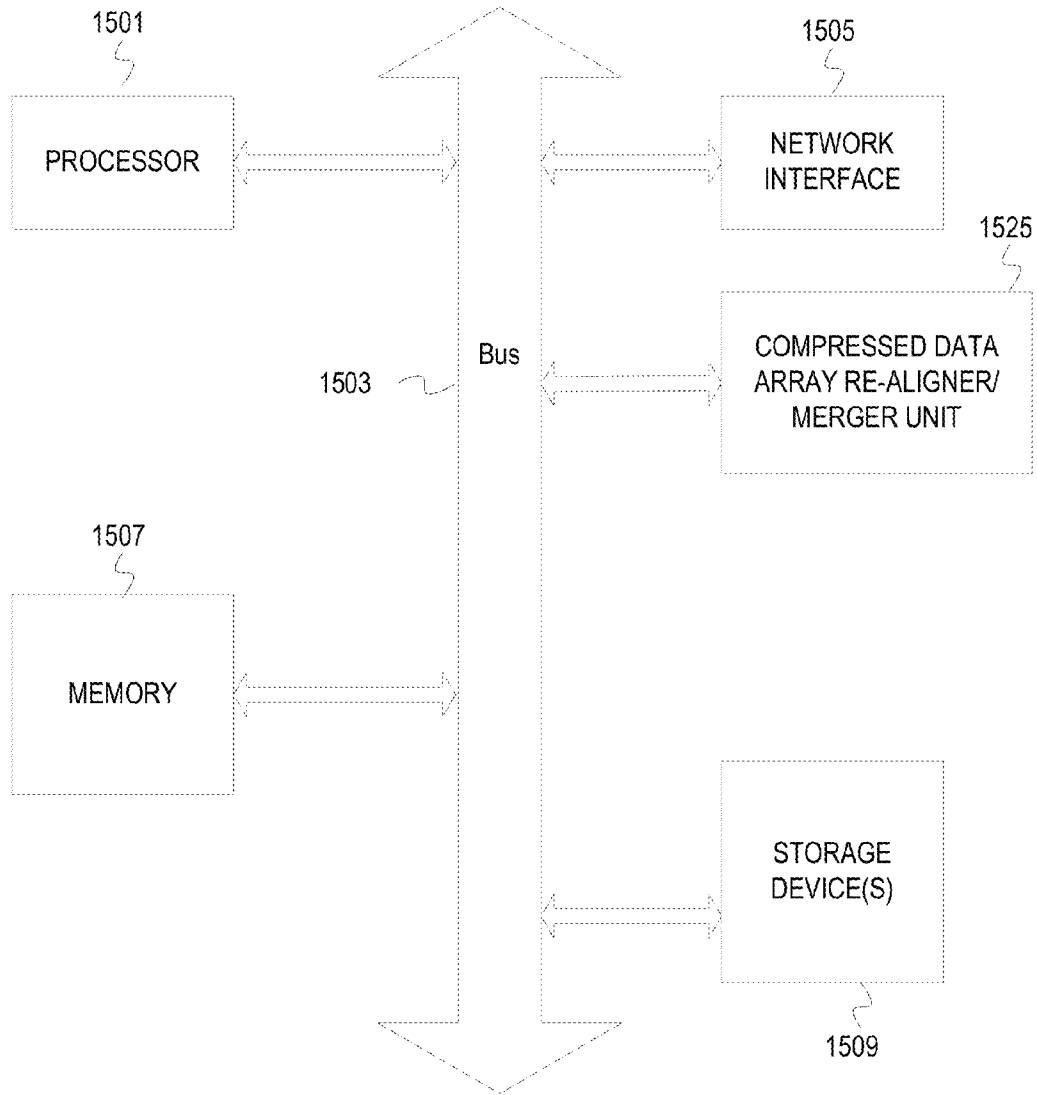 1501
1505
PROCESSOR
NETWORK
INTERFACE
1525
COMPRESSED DATA
ARRAY RE-ALIGNER/
MERGER UNIT
Bus
1503
1507
MEMORY
STORAGE
DEVICE(S)
1509